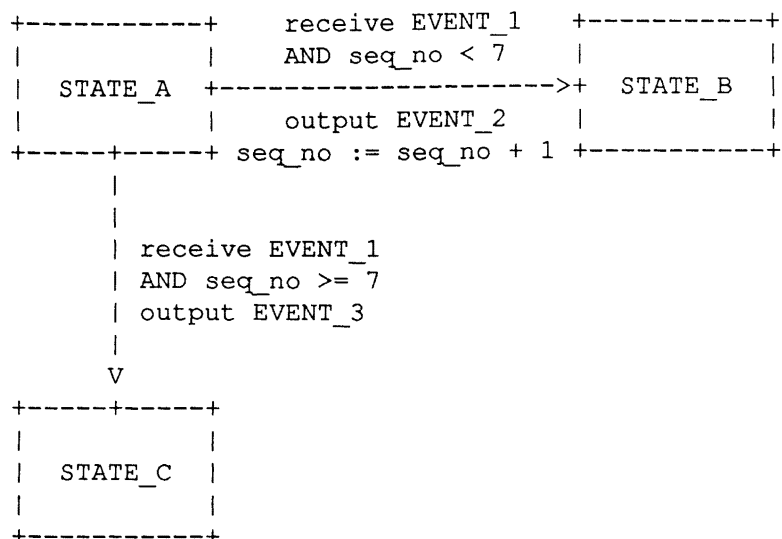 receive EVENT_1
AND seq_no < 7
STATE_A STATE_B
output EVENT_2
seq_no := seq_no + 1
receive EVENT_1
AND seq_no >= 7
output EVENT_3
V
STATE_C